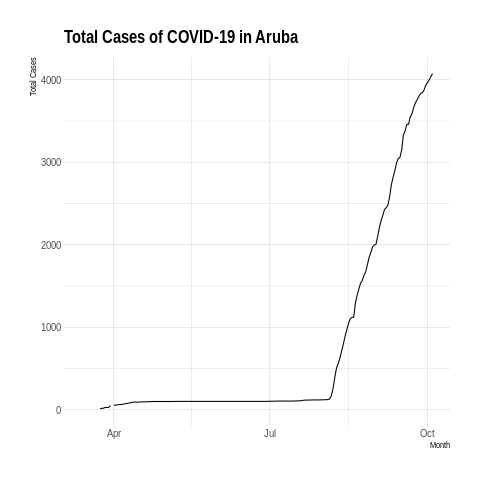 Total Cases of COVID-19 in Aruba
Total Cases
4000
3000
2000
1000
0
Apr
Jul
Oct
Month